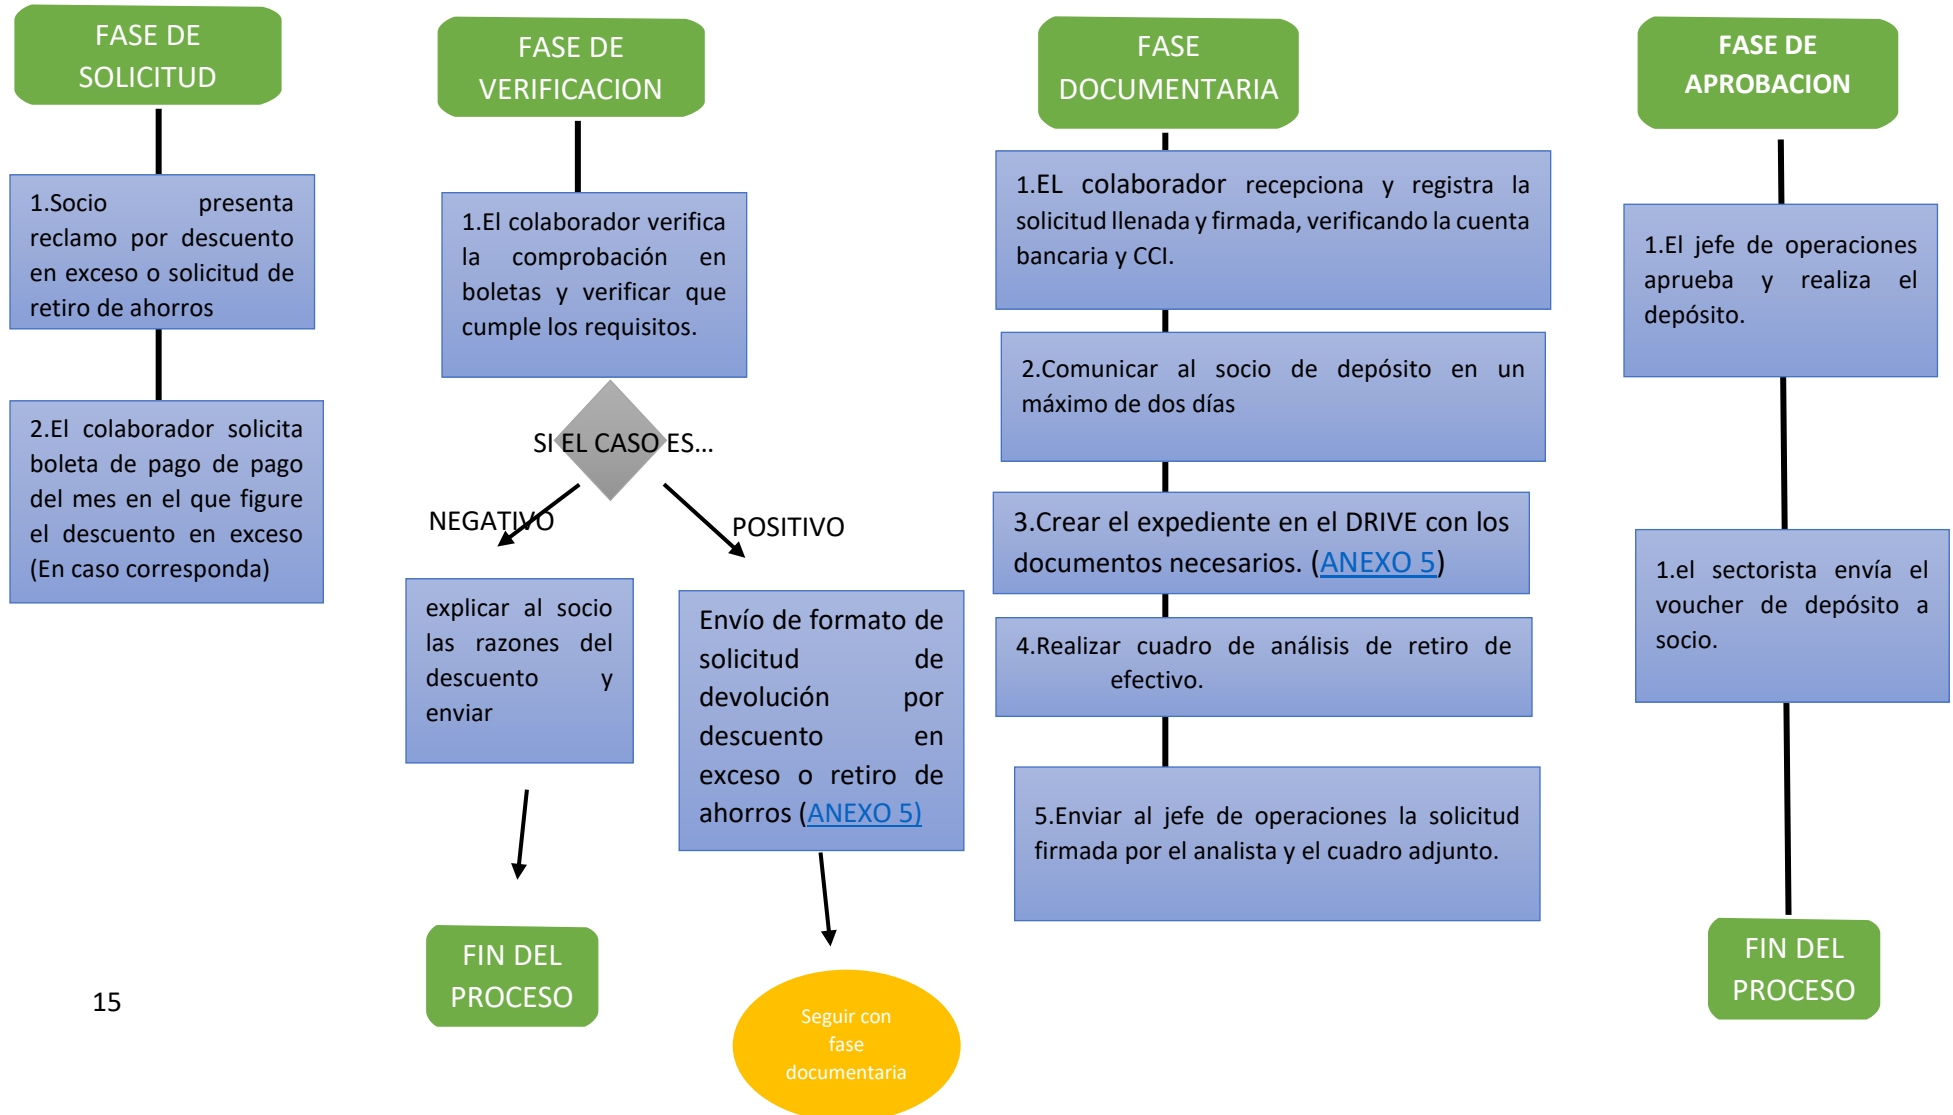 FASE DE
SOLICITUD
1.Socio presenta
reclamo por descuento
en exceso o solicitud de
retiro de ahorros
2.El colaborador solicita
boleta de pago de pago
del mes en el que figure
el descuento en exceso
(En caso corresponda)
FASE DE
VERIFICACION
1.El colaborador verifica
la comprobación en
boletas y verificar que
cumple los requisitos.
SI EL CASO ES...
NEGATIVO
POSITIVO
explicar al socio
las razones del
descuento y
enviar
FIN DEL
PROCESO
Envío de formato de
solicitud de
devolución por
descuento en
exceso o retiro de
ahorros (ANEXO 5)
Seguir con
fase
documentaria
FASE
DOCUMENTARIA
1.EL colaborador recepciona y registra la
solicitud llenada y firmada, verificando la cuenta
bancaria y CCI.
2.Comunicar al socio de depósito en un
máximo de dos días
3.Crear el expediente en el DRIVE con los
documentos necesarios. (ANEXO 5)
4.Realizar cuadro de análisis de retiro de
efectivo.
5.Enviar al jefe de operaciones la solicitud
firmada por el analista y el cuadro adjunto.
FASE DE
APROBACION
1.El jefe de operaciones
aprueba y realiza el
depósito.
1.el sectorista envía el
voucher de depósito a
socio.
FIN DEL
PROCESO
15